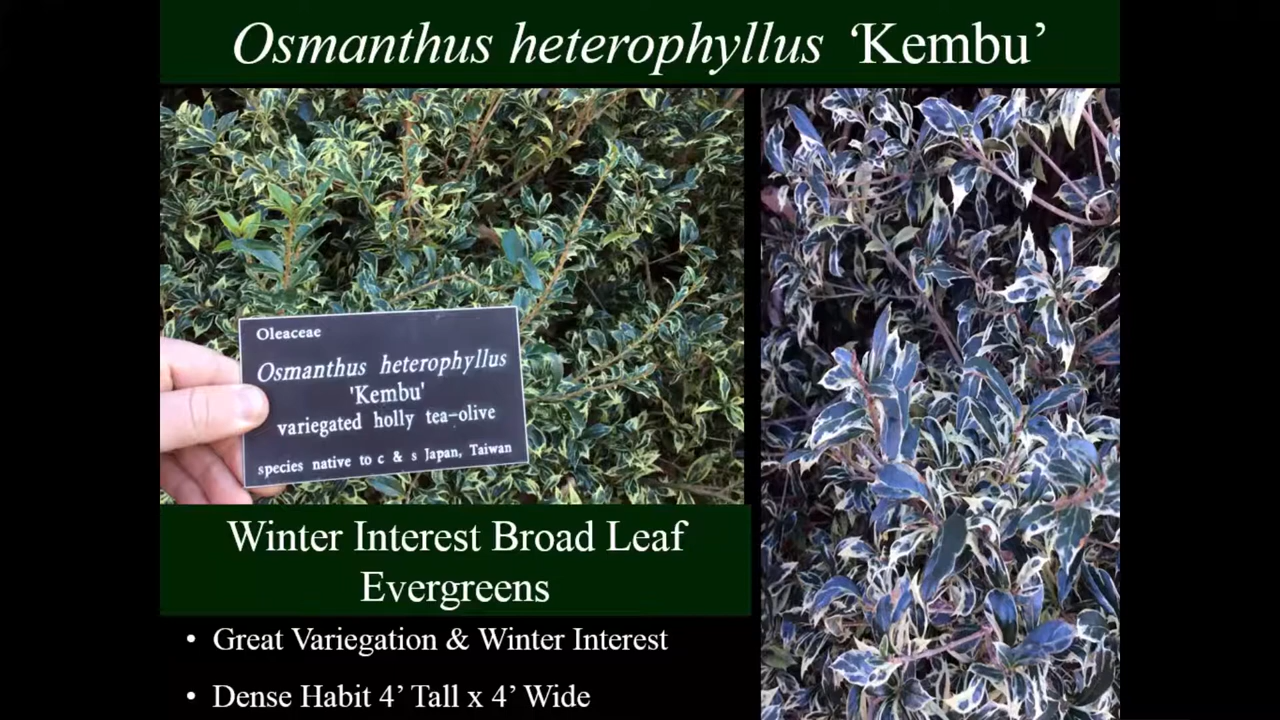 Osmanthus heterophyllus ‘Kembu’
Oleaceae
Osmanthus heterophyllus
'Kembu'
variegated holly tea-olive
species native to c & s Japan, Taiwan
Winter Interest Broad Leaf
Evergreens
• Great Variegation & Winter Interest
• Dense Habit 4’ Tall x 4’ Wide